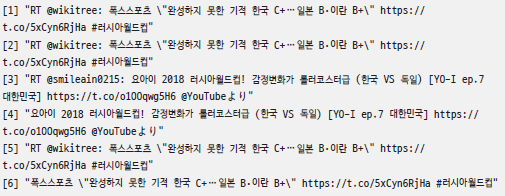 [1] "RT @wikitree: 폭스스포츠 \"완성하지 못한 기적 한국 C+…일본 B·이란 B+\" https://
t.co/5xCyn6RjHa #러시아월드컵"
[2] "RT @wikitree: 폭스스포츠 \"완성하지 못한 기적 한국 C+…일본 B·이란 B+\" https://
t.co/5xCyn6RjHa #러시아월드컵"
[3] "RT @smileain0215: 요아이 2018 러시아월드컵! 감정변화가 롤러코스터급 (한국 VS 독일) [YO-I ep.7
대한민국] https://t.co/o1OOqwg5H6 @YouTubeより"
[4] "요아이 2018 러시아월드컵! 감정변화가 롤러코스터급 (한국 VS 독일) [YO-I ep.7 대한민국] https://
t.co/o1OOqwg5H6 @YouTubeより"
[5] "RT @wikitree: 폭스스포츠 \"완성하지 못한 기적 한국 C+…일본 B·이란 B+\" https://
t.co/5xCyn6RjHa #러시아월드컵"
[6] "폭스스포츠 \"완성하지 못한 기적 한국 C+…일본 B·이란 B+\" https://t.co/5xCyn6RjHa #러시아월드컵"